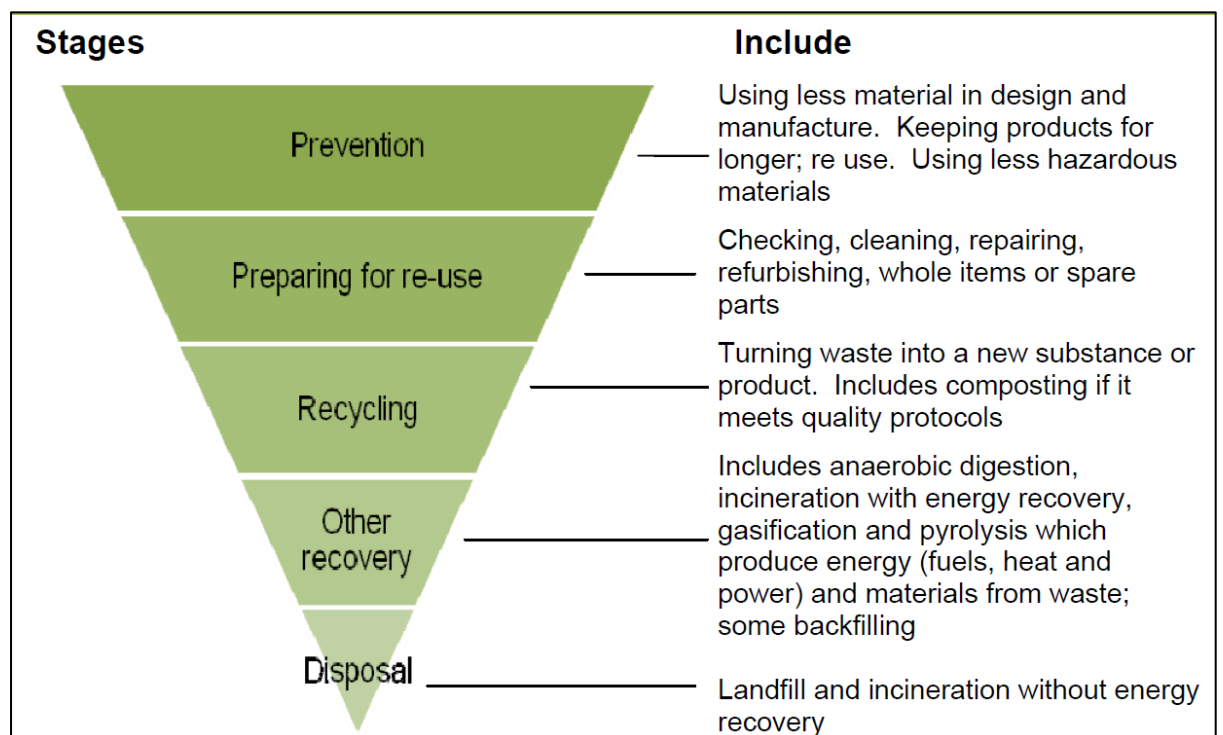 Stages
Include
Prevention
Using less material in design and
manufacture.  Keeping products for
longer; re use.  Using less hazardous
materials
Preparing for re-use
Checking, cleaning, repairing,
refurbishing, whole items or spare
parts
Recycling
Turning waste into a new substance or
product.  Includes composting if it
meets quality protocols
Other
recovery
Includes anaerobic digestion,
incineration with energy recovery,
gasification and pyrolysis which
produce energy (fuels, heat and
power) and materials from waste;
some backfilling
Disposal
Landfill and incineration without energy
recovery